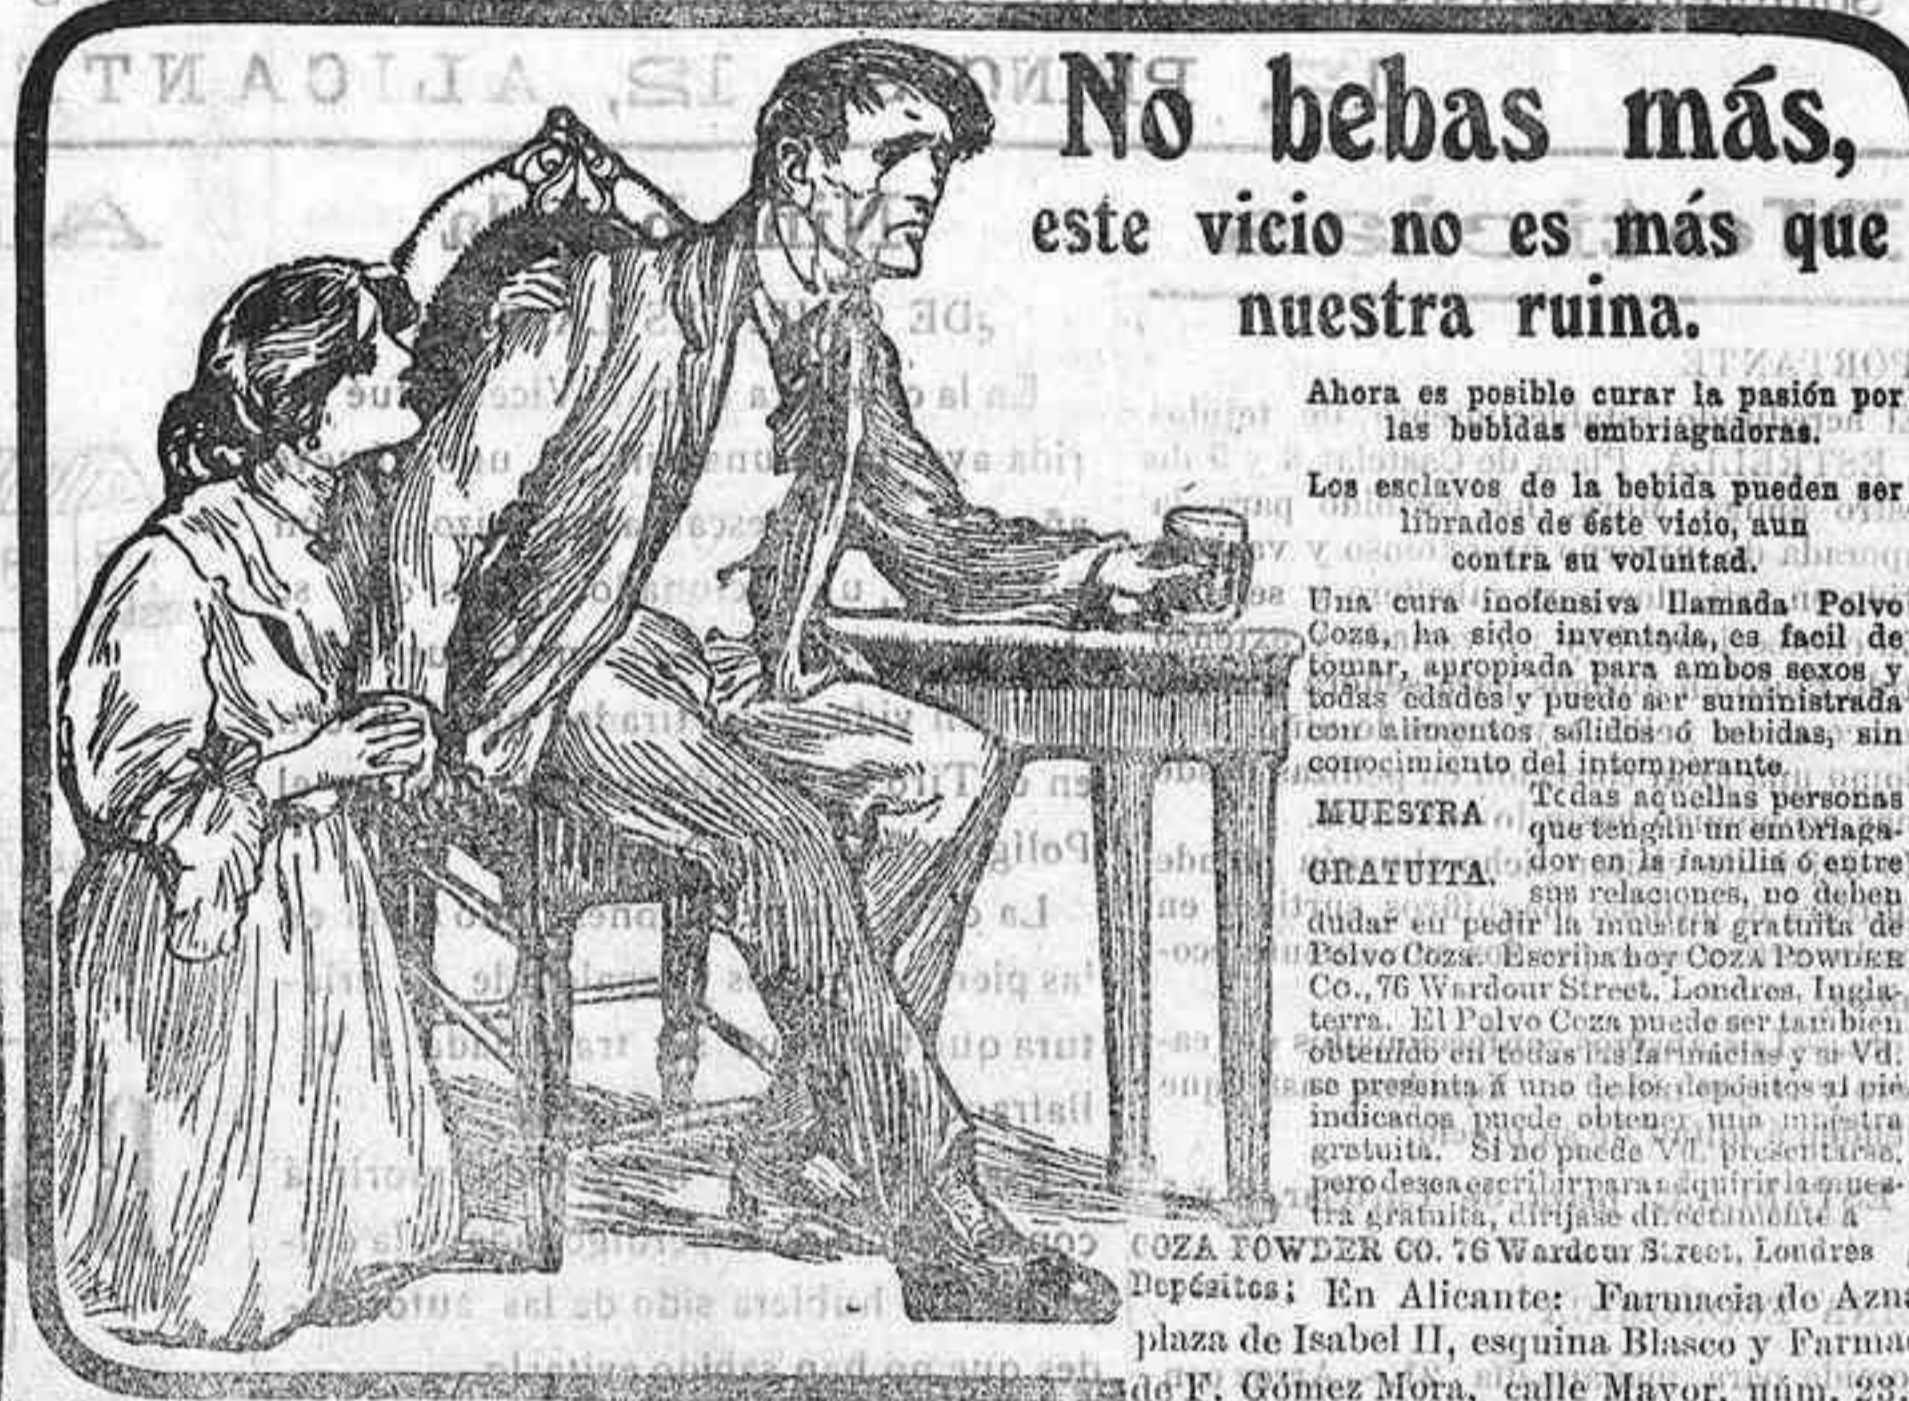 No bebas más,
este vicio no es más que
nuestra ruina.
Ahora es posible curar la pasión por
las bebidas embriagadoras.
Los esclavos de la bebida pueden ser
librados de éste vicio, aun
contra su voluntad.
Una cura inofensiva llamada Polvo
Coza, ha sido inventada, es facil de
tomar, apropiada para ambos sexos y
todas edades y puede ser suministrada
con alimentos sólidos ó bebidas, sin
conocimiento del intemperante.
MUESTRA
GRATUITA.
Todas aquellas personas
que tengan un embriaga-
dor en la familia ó entre
sus relaciones, no deben
dudar en pedir la muestra gratuita de
Polvo Coza. Escriba hoy COZA POWDER
Co., 76 Wardour Street, Londres, Ingla-
terra. El Polvo Coza puede ser tambien
obtenido en todas las farmacias y si Vd.
se presenta á uno de los depósitos al pié
indicados puede obtener una muestra
gratuita. Si no puede Vd. presentarse,
pero desea escribir para adquirir la mues-
tra gratuita, dirijase directamente á
COZA POWDER CO. 76 Wardour Street, Londres
Depósitos; En Alicante: Farmacia de Azna
plaza de Isabel II, esquina Blasco y Farma
de F. Gómez Mora, calle Mayor, núm. 23.